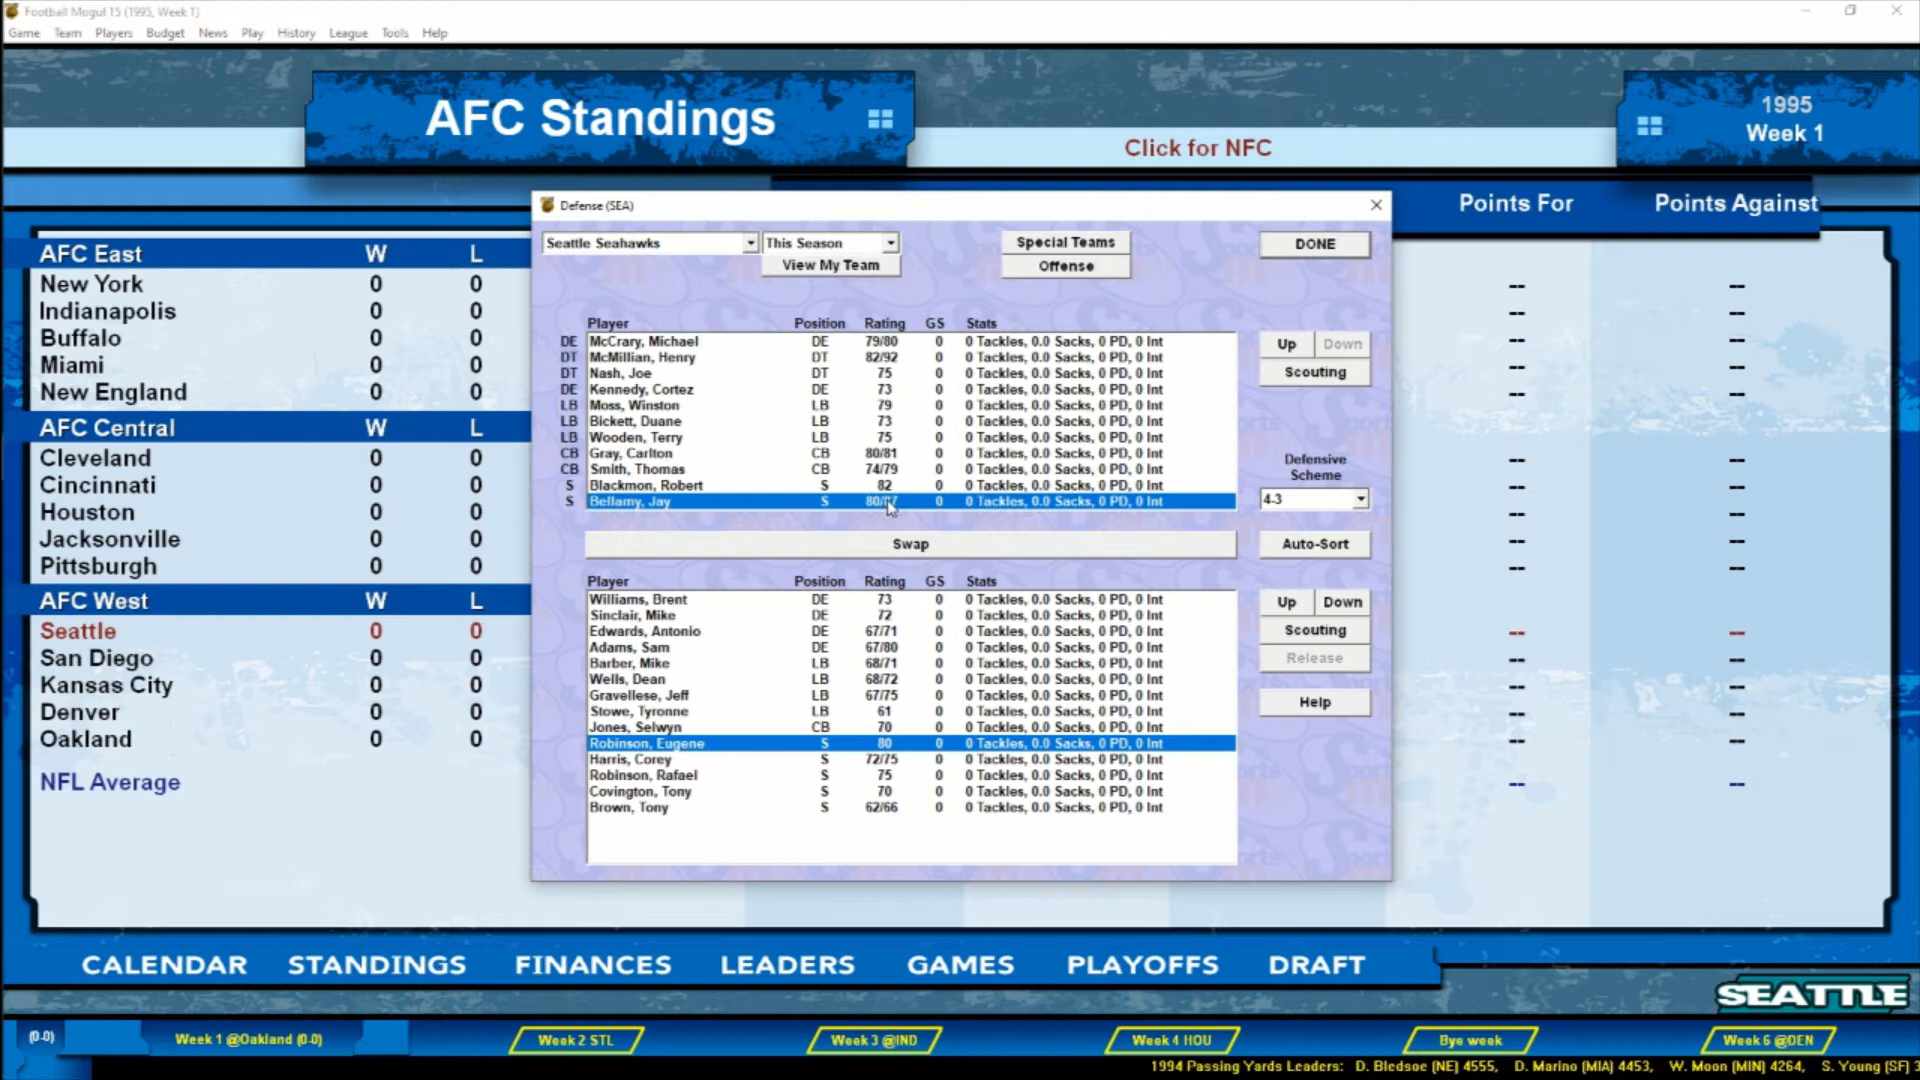 Football Mogul 15 (1995, Week 1)
Game Team Players Budget News Play History League Tools Help
AFC Standings
Click for NFC
1995
Week 1
Points For Points Against
Defense (SEA)
Seattle Seahawks This Season Special Teams DONE
View My Team Offense
Player Position Rating GS Stats
DE McCrary, Michael DE 79/80 0 0 Tackles, 0.0 Sacks, 0 PD, 0 Int
DT McMillian, Henry DT 82/92 0 0 Tackles, 0.0 Sacks, 0 PD, 0 Int
DT Nash, Joe DT 75 0 0 Tackles, 0.0 Sacks, 0 PD, 0 Int
DE Kennedy, Cortez DE 73 0 0 Tackles, 0.0 Sacks, 0 PD, 0 Int
LB Moss, Winston LB 79 0 0 Tackles, 0.0 Sacks, 0 PD, 0 Int
LB Bickett, Duane LB 73 0 0 Tackles, 0.0 Sacks, 0 PD, 0 Int
LB Wooden, Terry LB 75 0 0 Tackles, 0.0 Sacks, 0 PD, 0 Int
CB Gray, Carlton CB 80/81 0 0 Tackles, 0.0 Sacks, 0 PD, 0 Int
CB Smith, Thomas CB 74/79 0 0 Tackles, 0.0 Sacks, 0 PD, 0 Int
S Blackmon, Robert S 82 0 0 Tackles, 0.0 Sacks, 0 PD, 0 Int
S Bellamy, Jay S 0 0 Tackles, 0.0 Sacks, 0 PD, 0 Int
Up Down
Scouting
Defensive
Scheme
4-3
Swap
Auto-Sort
Player Position Rating GS Stats
Williams, Brent DE 73 0 0 Tackles, 0.0 Sacks, 0 PD, 0 Int
Sinclair, Mike DE 72 0 0 Tackles, 0.0 Sacks, 0 PD, 0 Int
Edwards, Antonio DE 67/71 0 0 Tackles, 0.0 Sacks, 0 PD, 0 Int
Adams, Sam DE 67/80 0 0 Tackles, 0.0 Sacks, 0 PD, 0 Int
Barber, Mike LB 68/71 0 0 Tackles, 0.0 Sacks, 0 PD, 0 Int
Wells, Dean LB 68/72 0 0 Tackles, 0.0 Sacks, 0 PD, 0 Int
Gravellese, Jeff LB 67/75 0 0 Tackles, 0.0 Sacks, 0 PD, 0 Int
Stowe, Tyronne LB 61 0 0 Tackles, 0.0 Sacks, 0 PD, 0 Int
Jones, Selwyn CB 70 0 0 Tackles, 0.0 Sacks, 0 PD, 0 Int
Robinson, Eugene S 80 0 0 Tackles, 0.0 Sacks, 0 PD, 0 Int
Harris, Corey S 72/75 0 0 Tackles, 0.0 Sacks, 0 PD, 0 Int
Robinson, Rafael S 75 0 0 Tackles, 0.0 Sacks, 0 PD, 0 Int
Covington, Tony S 70 0 0 Tackles, 0.0 Sacks, 0 PD, 0 Int
Brown, Tony S 62/66 0 0 Tackles, 0.0 Sacks, 0 PD, 0 Int
Up Down
Scouting
Release
Help
AFC East W L
New York 0 0 -- --
Indianapolis 0 0 -- --
Buffalo 0 0 -- --
Miami 0 0 -- --
New England 0 0 -- --
AFC Central W L
Cleveland 0 0 -- --
Cincinnati 0 0 -- --
Houston 0 0 -- --
Jacksonville 0 0 -- --
Pittsburgh 0 0 -- --
AFC West W L
Seattle 0 0 -- --
San Diego 0 0 -- --
Kansas City 0 0 -- --
Denver 0 0 -- --
Oakland 0 0 -- --
NFL Average -- --
CALENDAR STANDINGS FINANCES LEADERS GAMES PLAYOFFS DRAFT
SEATTLE
(0-0) Week 1 @Oakland (0-0) Week 2 STL Week 3 @IND Week 4 HOU Bye week Week 6 @DEN
1994 Passing Yards Leaders: D. Bledsoe (NE) 4555, D. Marino (MIA) 4453, W. Moon (MIN) 4264, S. Young (SF) 3